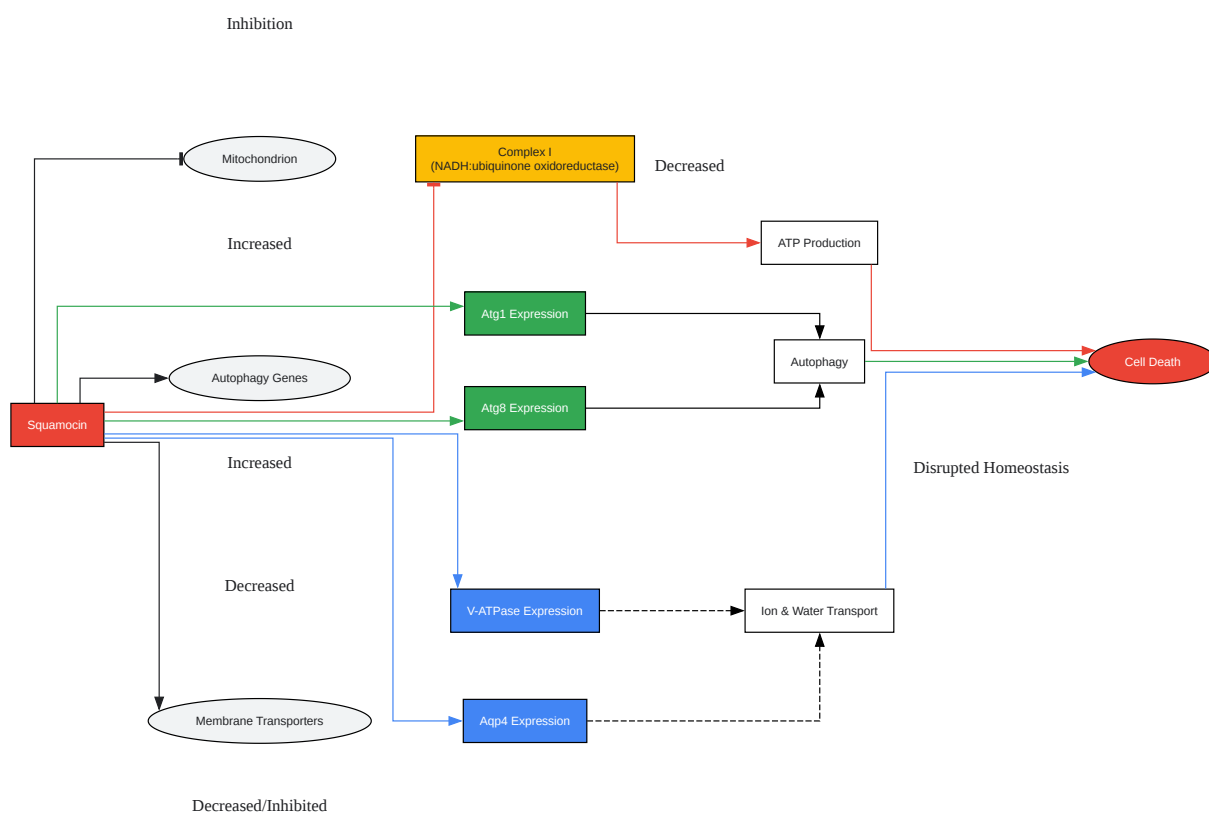 Inhibition
Mitochondrion
Complex I
(NADH:ubiquinone oxidoreductase)
Decreased
Increased
ATP Production
Atg1 Expression
Autophagy
Cell Death
Autophagy Genes
Atg8 Expression
Squamocin
Increased
Disrupted Homeostasis
Decreased
V-ATPase Expression
Ion & Water Transport
Membrane Transporters
Aqp4 Expression
Decreased/Inhibited